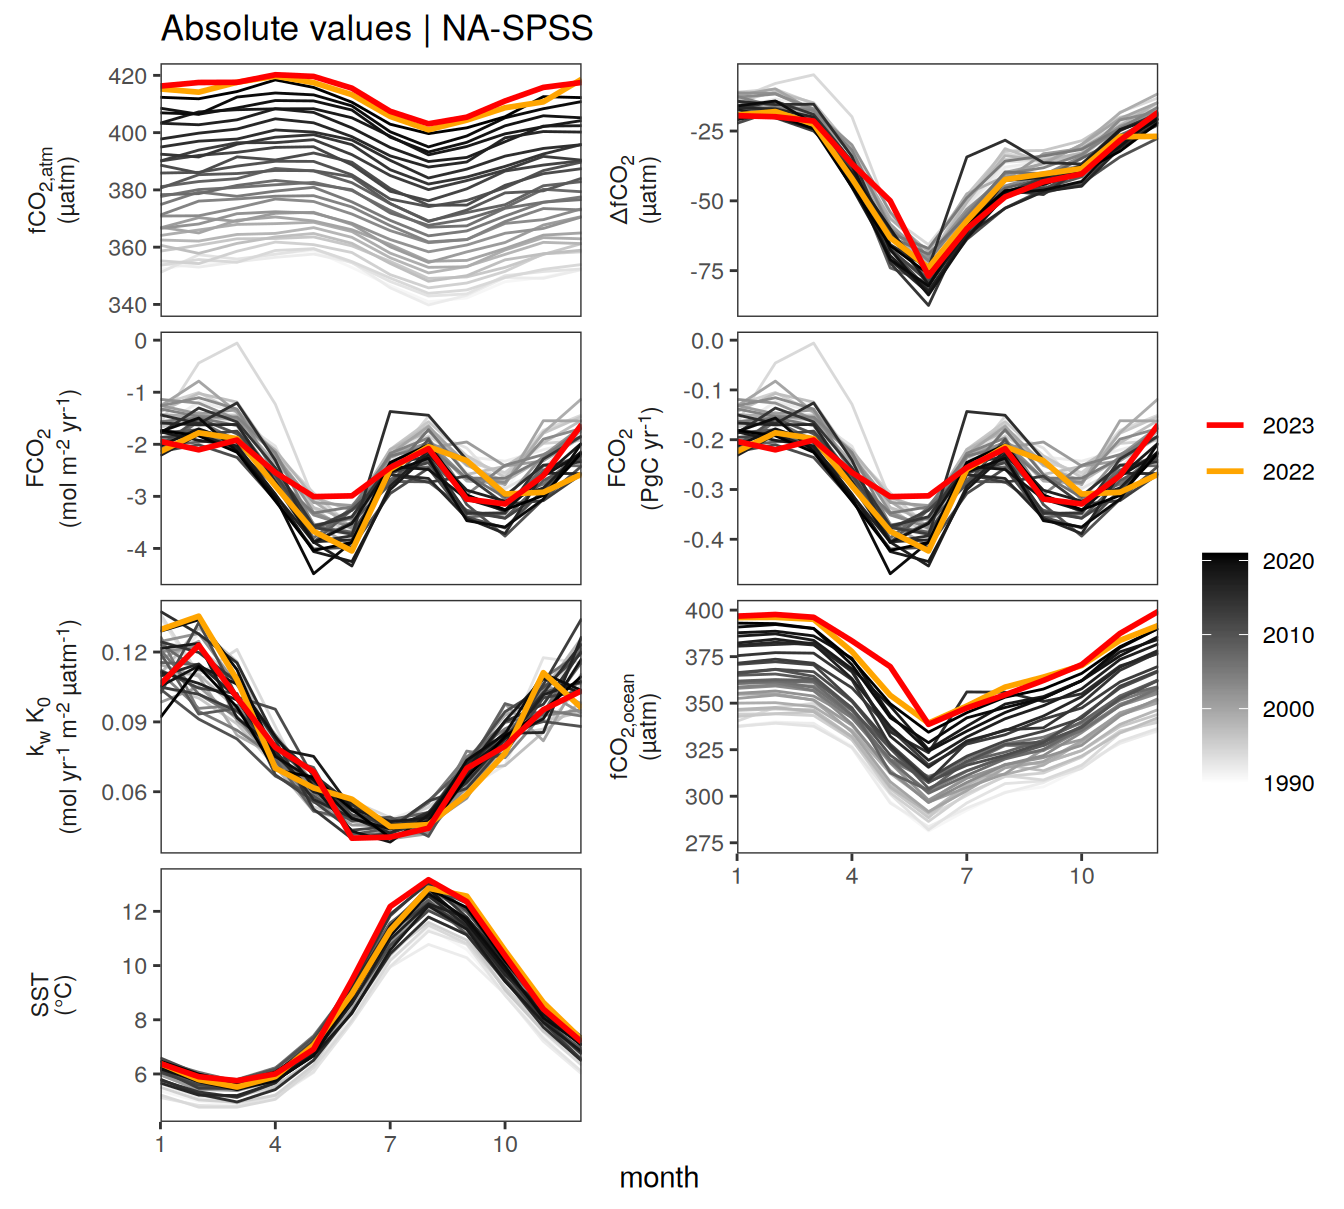 Absolute values | NA-SPSS
fCO2,atm
(µatm)
420
400
380
360
340
ΔfCO2
(µatm)
-25
-50
-75
FCO2
(mol m-2 yr-1)
0
-1
-2
-3
-4
FCO2
(PgC yr-1)
0.0
-0.1
-0.2
-0.3
-0.4
kw K0
(mol yr-1 m-2 µatm-1)
0.12
0.09
0.06
fCO2,ocean
(µatm)
400
375
350
325
300
275
1 4 7 10
SST
(°C)
12
10
8
6
1 4 7 10
month
2023
2022
2020
2010
2000
1990